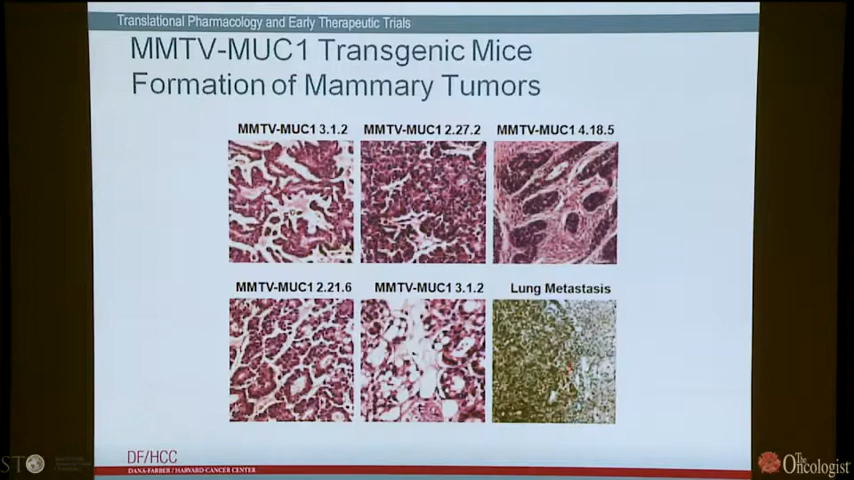 Translational Pharmacology and Early Therapeutic Trials
MMTV-MUC1 Transgenic Mice
Formation of Mammary Tumors
MMTV-MUC1 3.1.2
MMTV-MUC1 2.27.2
MMTV-MUC1 4.18.5
MMTV-MUC1 2.21.6
MMTV-MUC1 3.1.2
Lung Metastasis
DF/HCC
DANA-FARBER / HARVARD CANCER CENTER
STO
The Oncologist